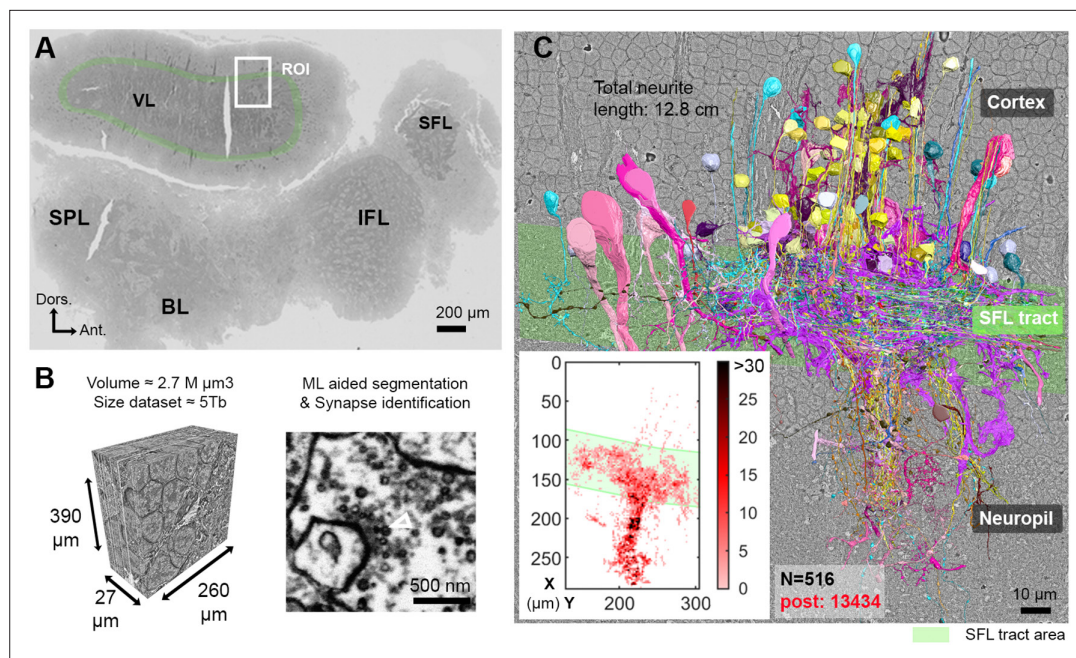 A
ROI
VL
SFL
SPL
IFL
BL
Dors.
Ant.
200 μm
B
Volume ≈ 2.7 M μm3
Size dataset ≈ 5Tb
ML aided segmentation
& Synapse identification
390
μm
27
μm
260
μm
500 nm
C
Total neurite
length: 12.8 cm
Cortex
SFL tract
Neuropil
>30
25
20
15
10
5
0
0
50
100
150
200
250
X
(μm) Y
200
300
N=516
post: 13434
10 μm
SFL tract area